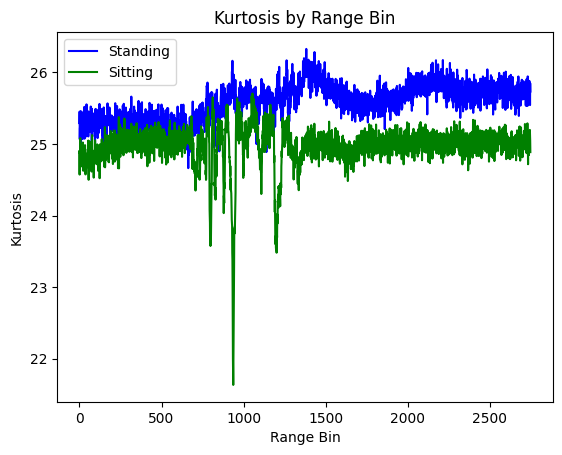 Kurtosis by Range Bin
Standing
Sitting
26
25
24
23
22
Kurtosis
0
500
1000
1500
2000
2500
Range Bin